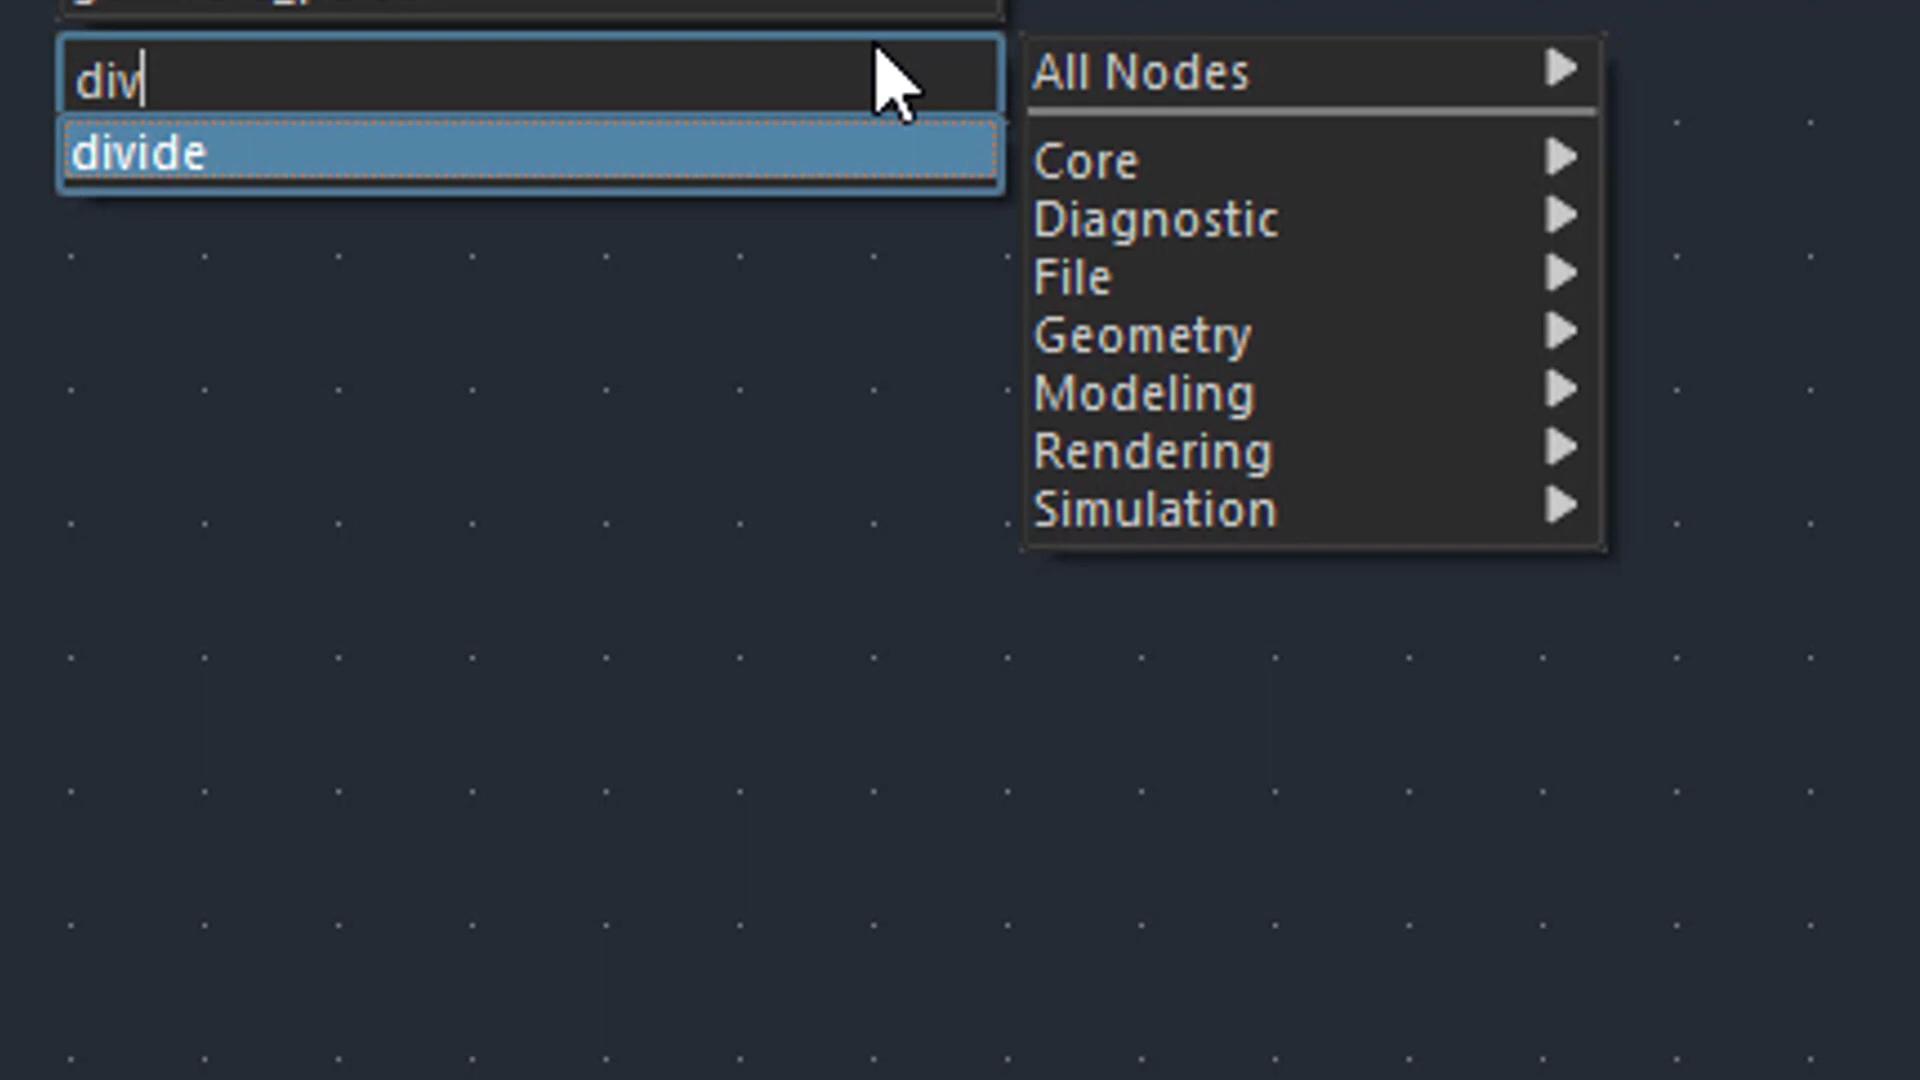 div
divide
All Nodes
Core
Diagnostic
File
Geometry
Modeling
Rendering
Simulation